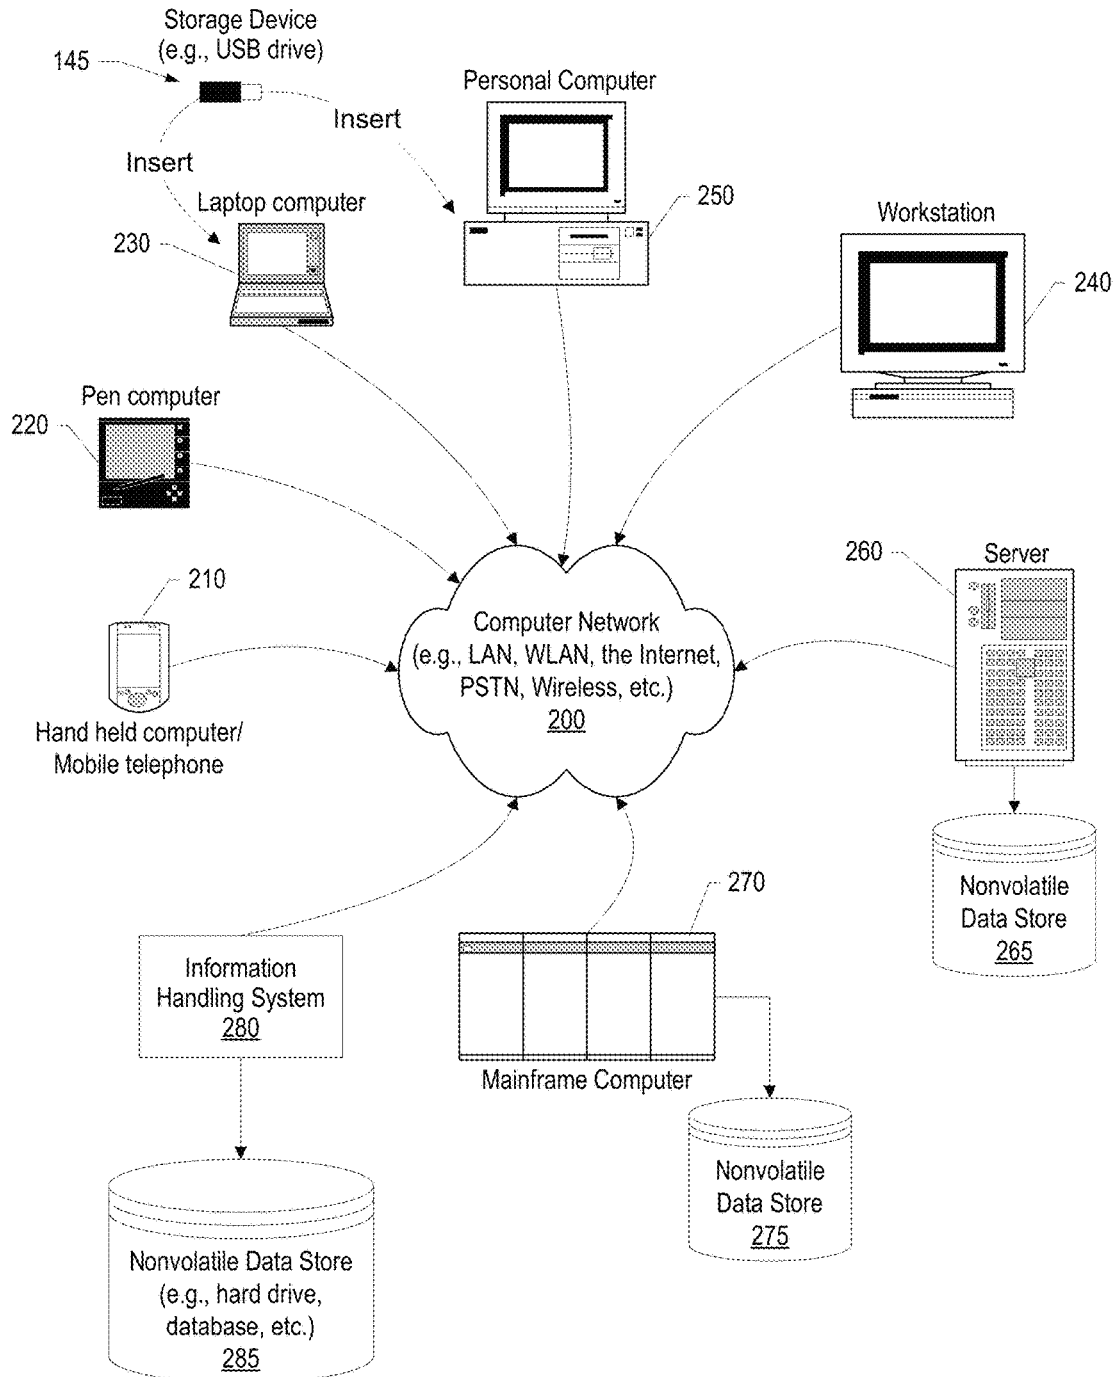 Storage Device
(e.g., USB drive)
145
Insert
Insert
Personal Computer
250
Laptop computer
230
Workstation
240
Pen computer
220
210
Hand held computer/
Mobile telephone
Computer Network
(e.g., LAN, WLAN, the Internet,
PSTN, Wireless, etc.)
200
260
Server
Nonvolatile
Data Store
265
Information
Handling System
280
270
Mainframe Computer
Nonvolatile
Data Store
275
Nonvolatile Data Store
(e.g., hard drive,
database, etc.)
285